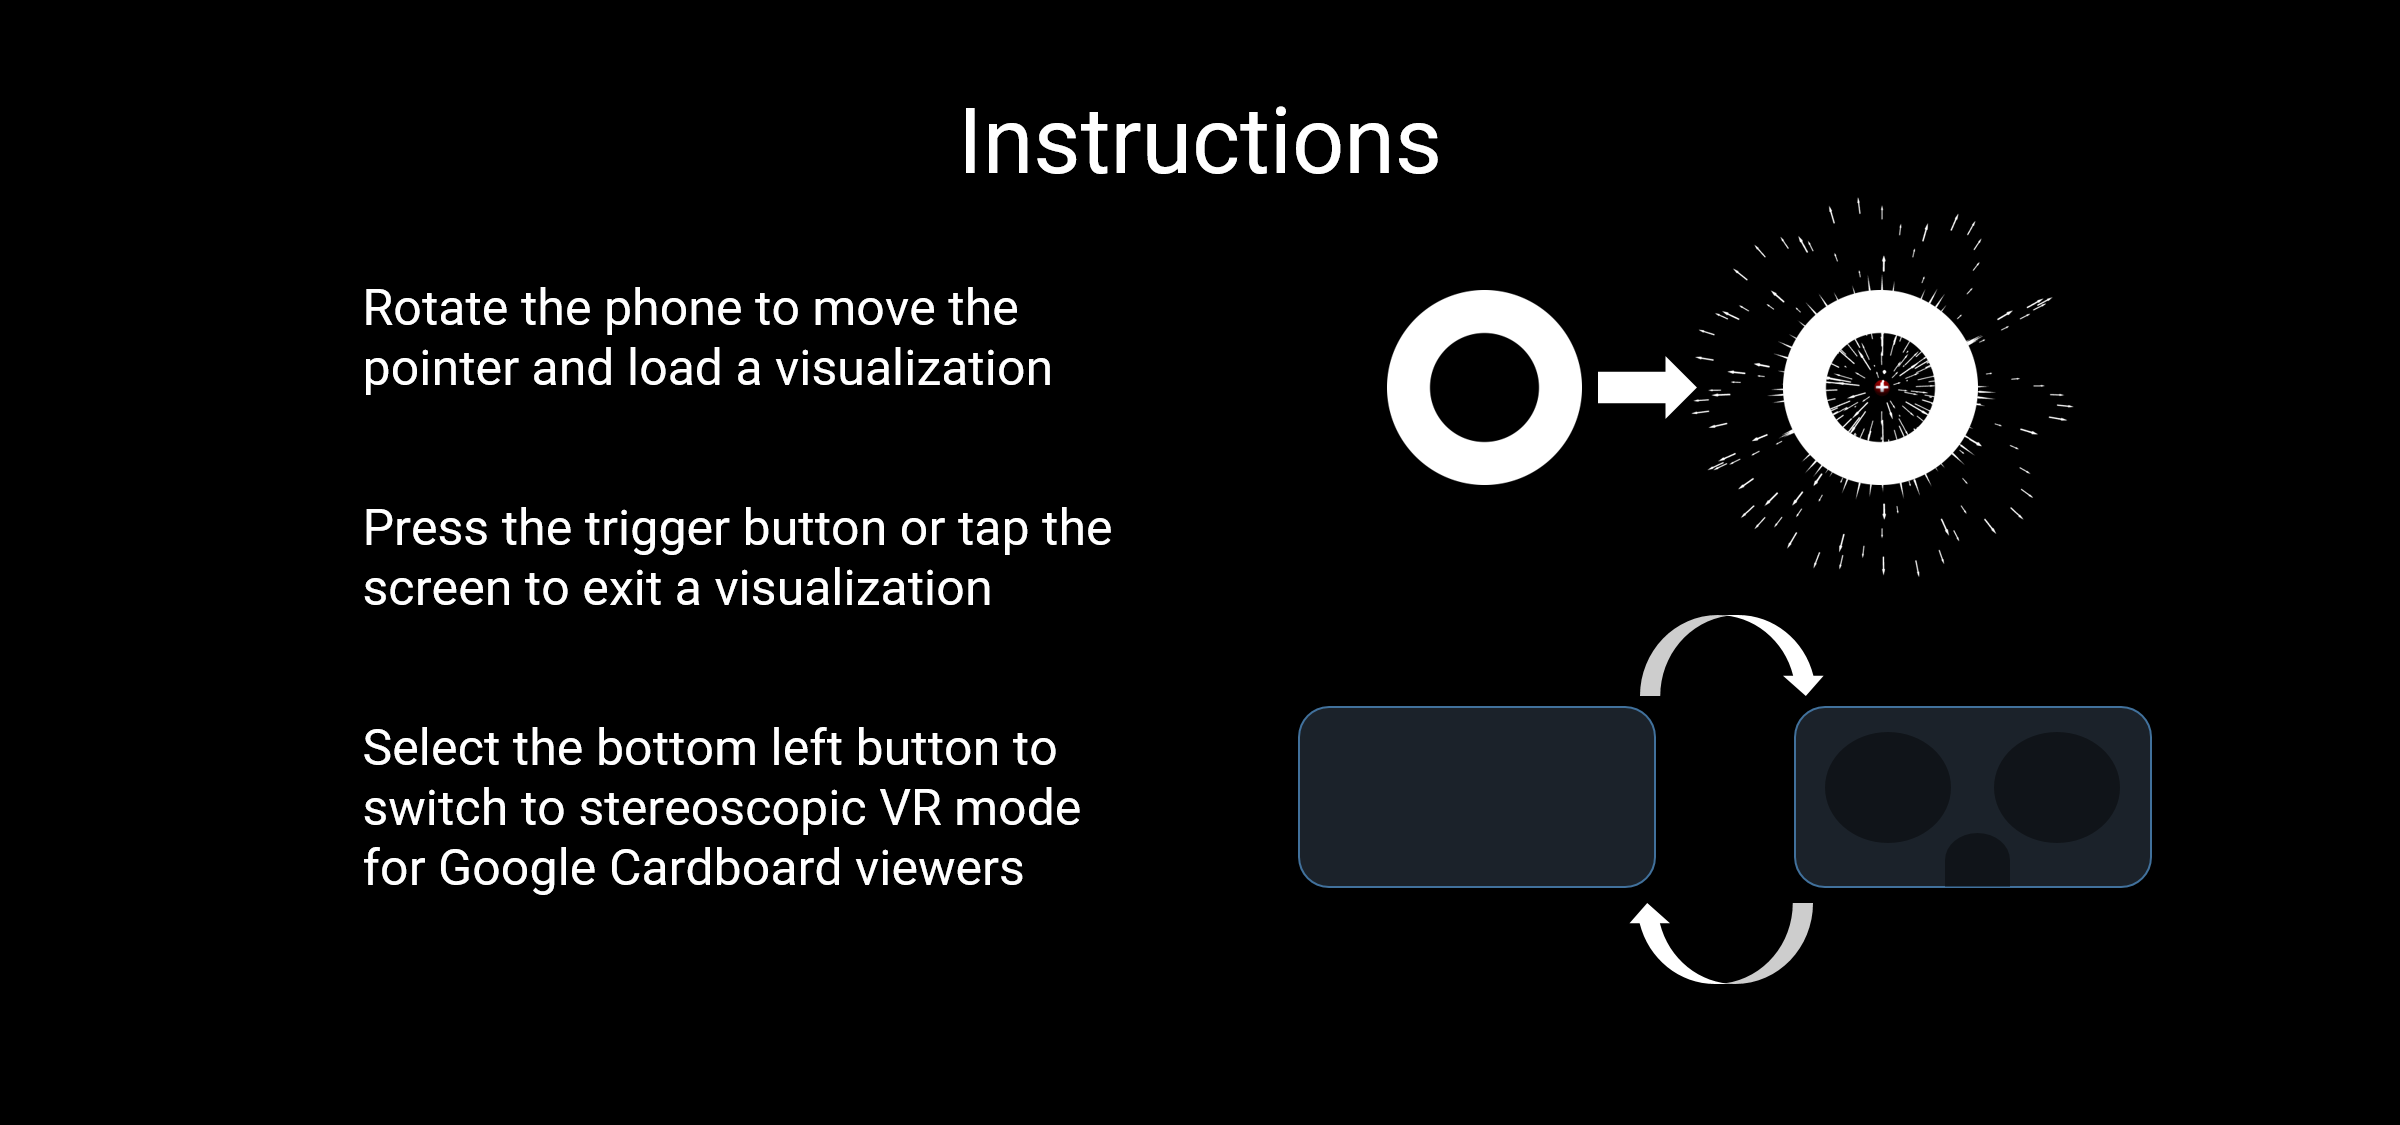 Instructions
Rotate the phone to move the
pointer and load a visualization
Press the trigger button or tap the
screen to exit a visualization
Select the bottom left button to
switch to stereoscopic VR mode
for Google Cardboard viewers